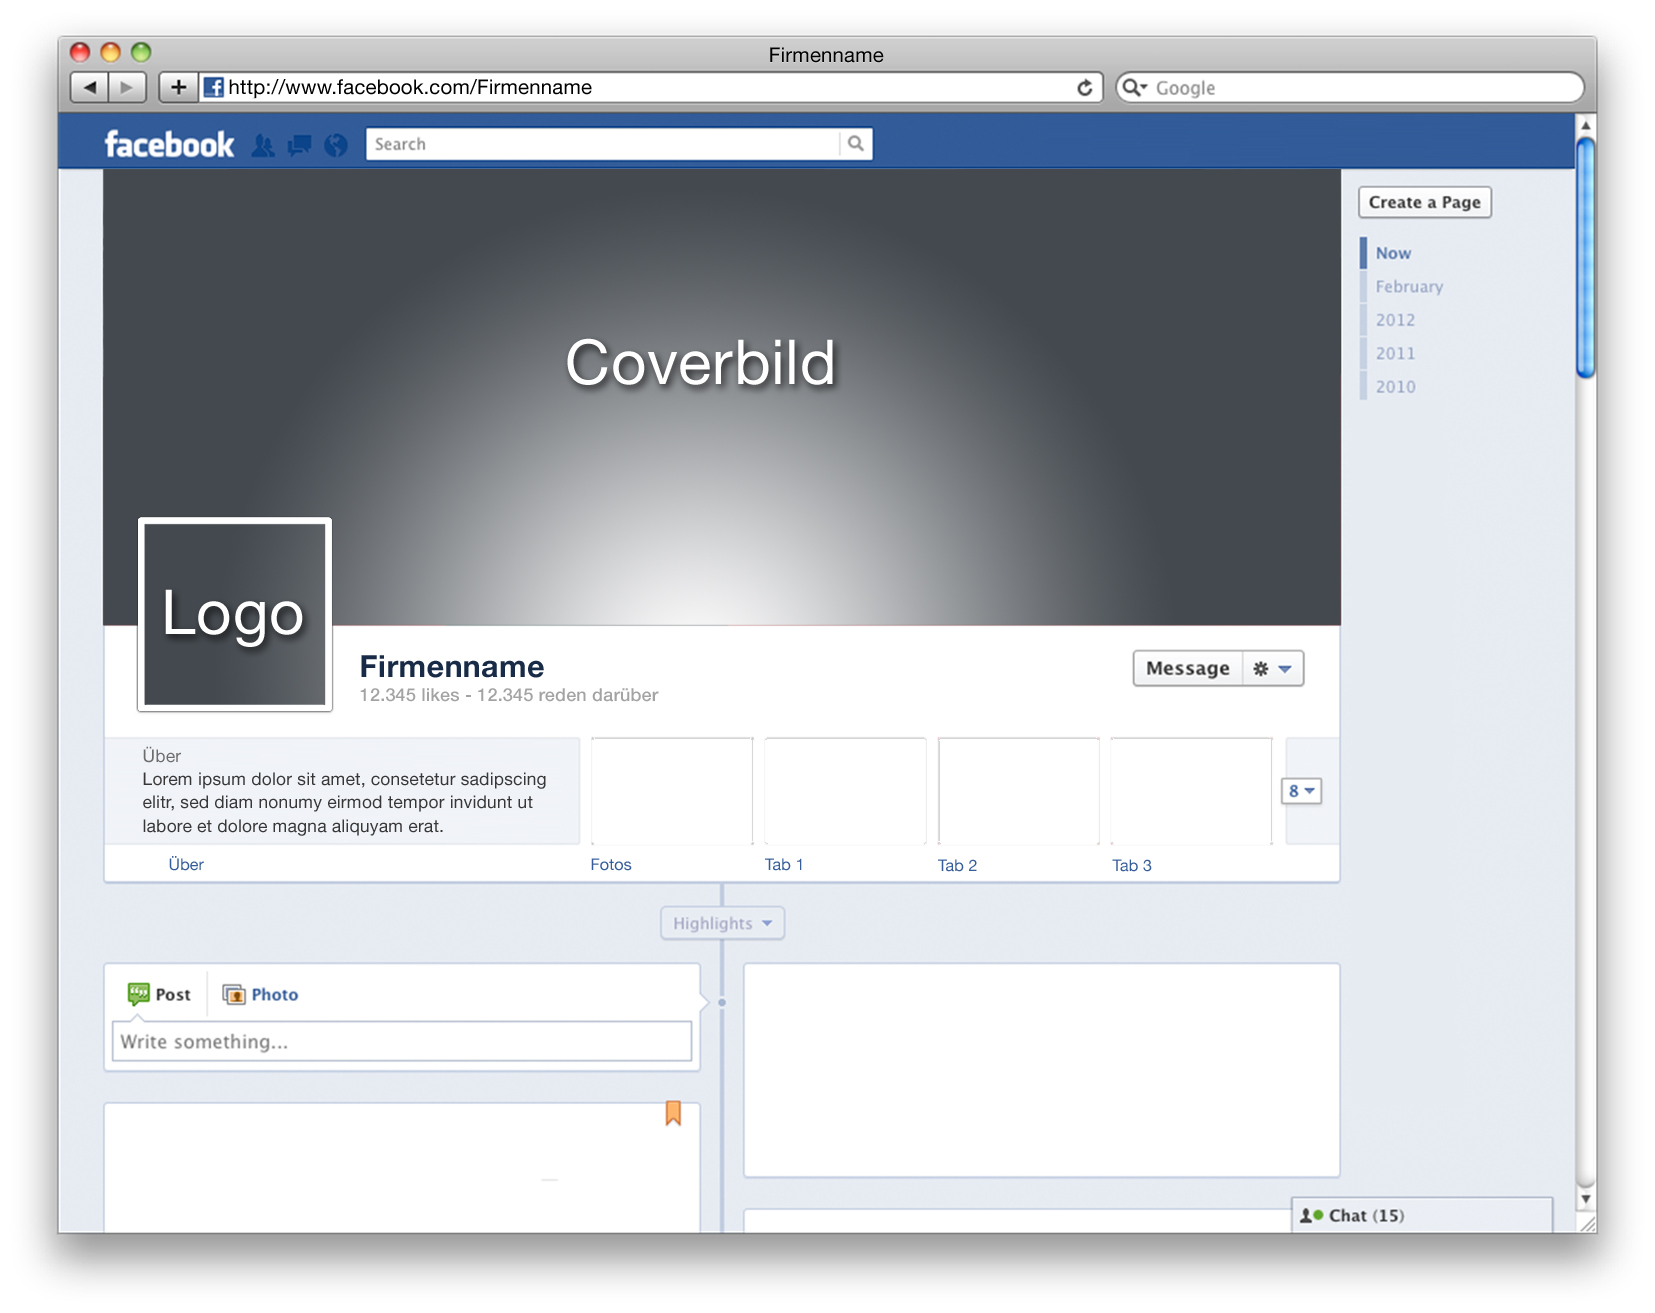 Firmenname
http://www.facebook.com/Firmenname
Google
facebook
Search
Create a Page
Now
February
2012
2011
2010
Coverbild
Logo
Firmenname
12.345 likes - 12.345 reden darüber
Message
Über
Lorem ipsum dolor sit amet, consetetur sadipscing
elitr, sed diam nonumy eirmod tempor invidunt ut
labore et dolore magna aliquyam erat.
8
Über
Fotos
Tab 1
Tab 2
Tab 3
Highlights
Post
Photo
Write something...
Chat (15)